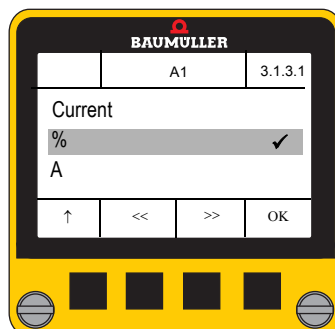 BAUMÜLLER
A1 3.1.3.1
Current
% ✓
A
↑ << >> OK